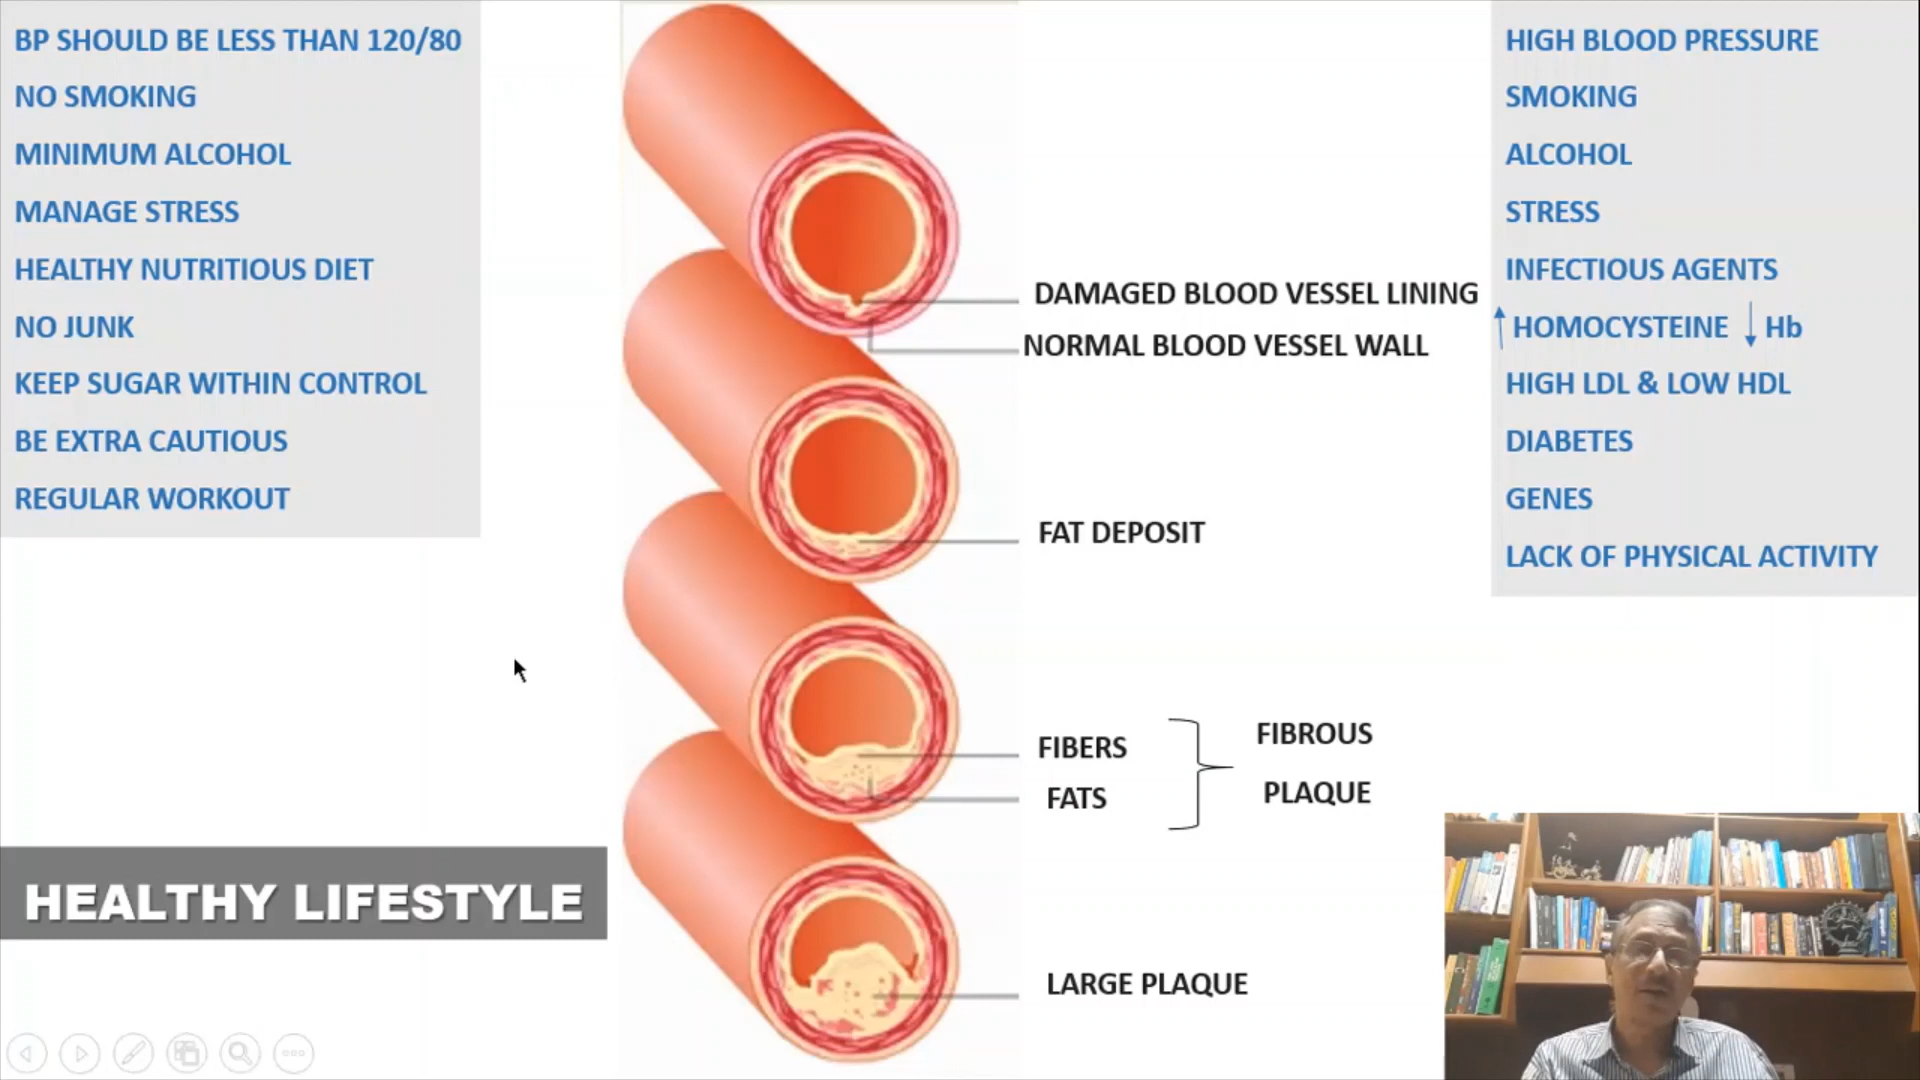 BP SHOULD BE LESS THAN 120/80
NO SMOKING
MINIMUM ALCOHOL
MANAGE STRESS
HEALTHY NUTRITIOUS DIET
NO JUNK
KEEP SUGAR WITHIN CONTROL
BE EXTRA CAUTIOUS
REGULAR WORKOUT
HEALTHY LIFESTYLE
DAMAGED BLOOD VESSEL LINING
NORMAL BLOOD VESSEL WALL
FAT DEPOSIT
FIBERS
FATS
FIBROUS
PLAQUE
LARGE PLAQUE
HIGH BLOOD PRESSURE
SMOKING
ALCOHOL
STRESS
INFECTIOUS AGENTS
↑ HOMOCYSTEINE ↓ Hb
HIGH LDL & LOW HDL
DIABETES
GENES
LACK OF PHYSICAL ACTIVITY